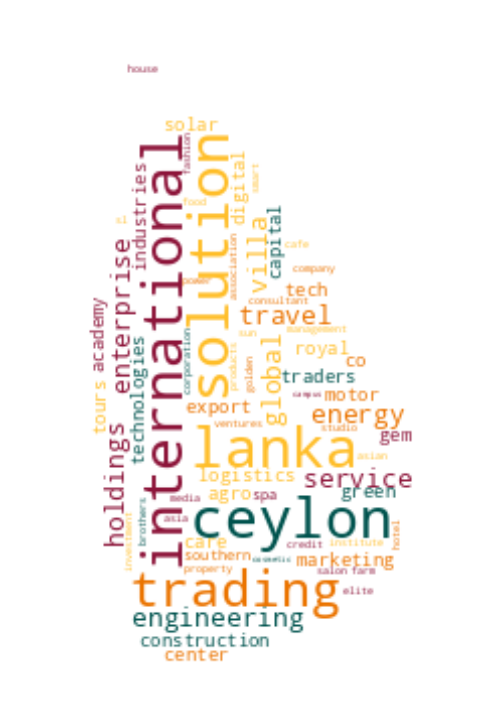 house
solar
international
solution
fashion
industries
digital
smart
food
villa
capital
enterprise
association
cafe
company
power
tech
consultant
academy
travel
corporation
technologies
sun
management
global
royal
co
products
golden
traders
tours
campus
motor
export
energy
ventures
studio
gem
holdings
lanka
asian
logistics
service
agro
spa
green
media
brothers
ceylon
asia
investment
care
credit
institute
hotel
southern
cosmetic
marketing
property
salon
farm
trading
elite
engineering
construction
center